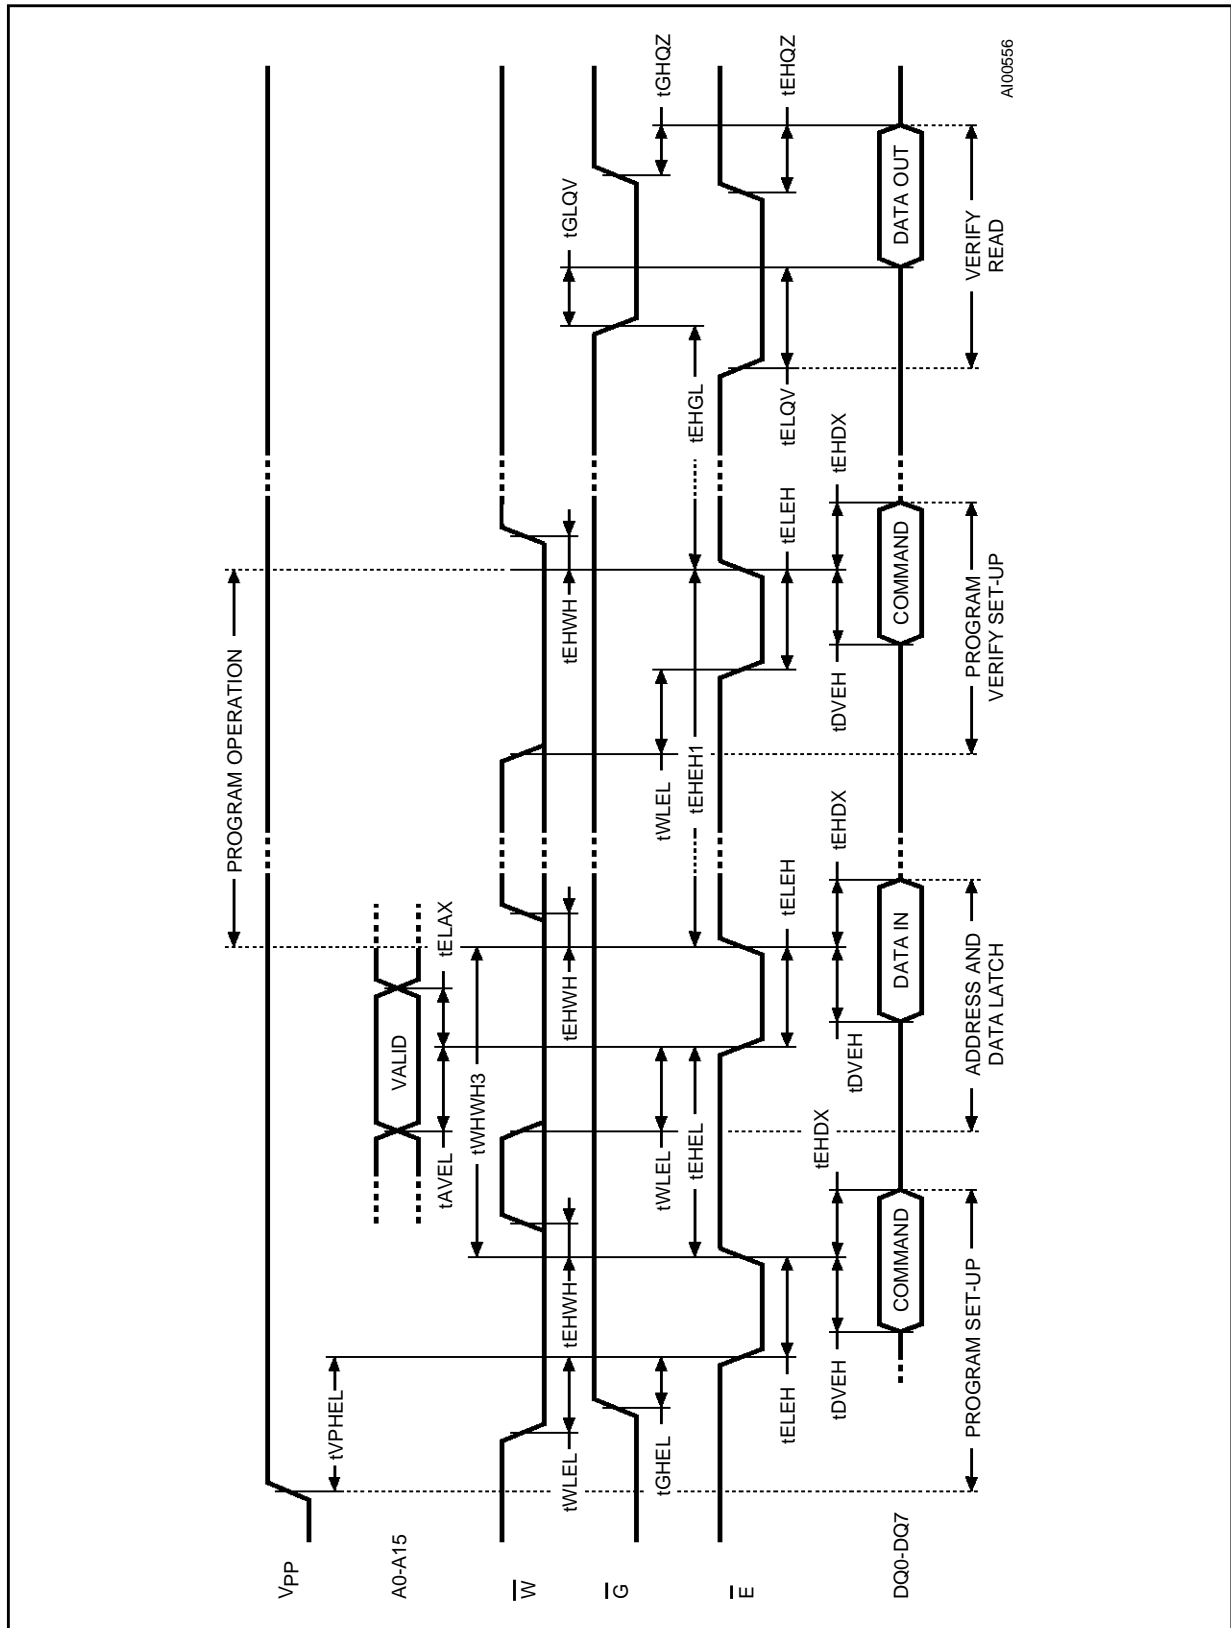 VPP
A0-A15
W
G
E
DQ0-DQ7
tVPHEL
PROGRAM OPERATION
VALID
tAVEL
tELAX
tWHWH3
tWLEL
tEHWH
tEHWH
tEHWH
tGLQV
tGHEL
tWLEL
tWLEL
tGHQZ
tEHEL
tEHEH1
tEHGL
tELEH
tELEH
tELEH
tELQV
tEHQZ
tDVEH
tEHDX
tDVEH
tEHDX
tDVEH
tEHDX
COMMAND
DATA IN
COMMAND
DATA OUT
PROGRAM SET-UP
ADDRESS AND
DATA LATCH
PROGRAM
VERIFY SET-UP
VERIFY
READ
AI00556